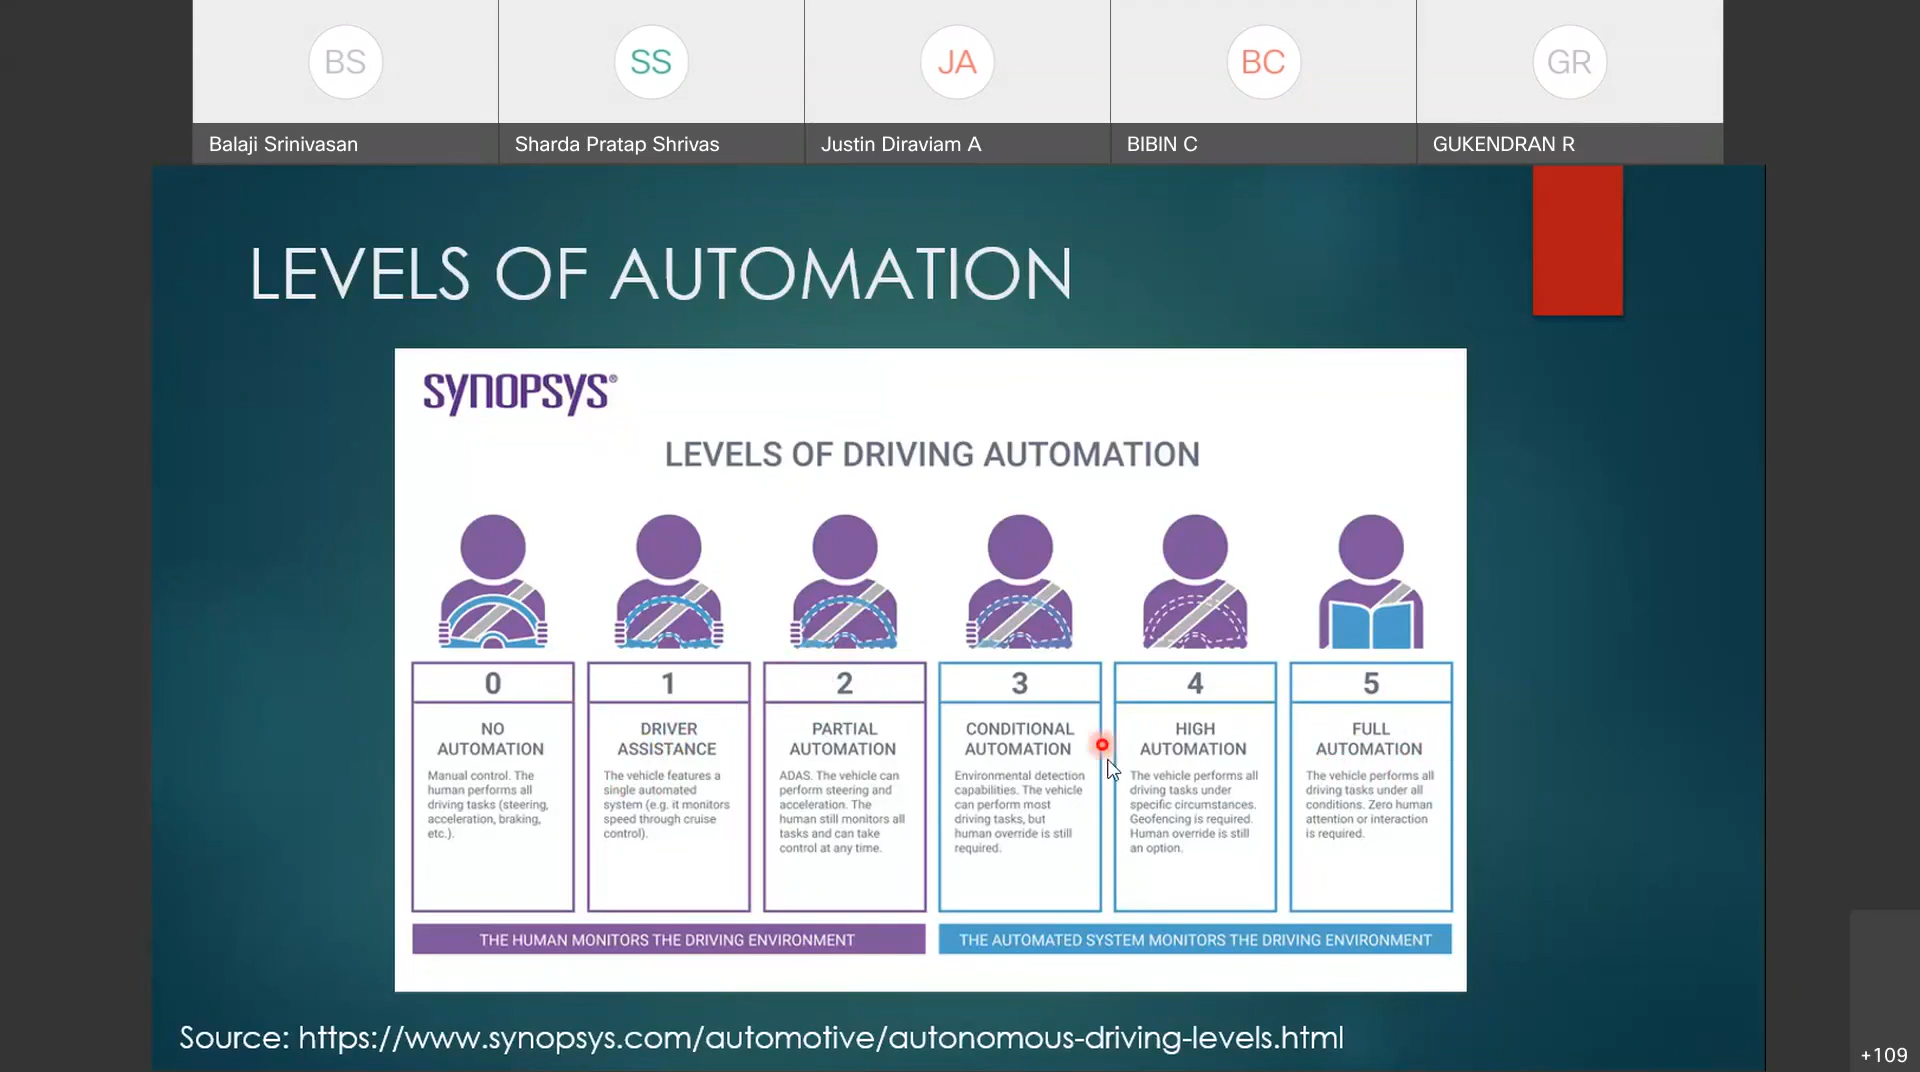 BS
SS
JA
BC
GR
Balaji Srinivasan
Sharda Pratap Shrivas
Justin Diraviam A
BIBIN C
GUKENDRAN R
LEVELS OF AUTOMATION
SYNOPSYS®
LEVELS OF DRIVING AUTOMATION
0
NO
AUTOMATION
Manual control. The
human performs all
driving tasks (steering,
acceleration, braking,
etc.).
1
DRIVER
ASSISTANCE
The vehicle features a
single automated
system (e.g. it monitors
speed through cruise
control).
2
PARTIAL
AUTOMATION
ADAS. The vehicle can
perform steering and
acceleration. The
human still monitors all
tasks and can take
control at any time.
3
CONDITIONAL
AUTOMATION
Environmental detection
capabilities. The vehicle
can perform most
driving tasks, but
human override is still
required.
4
HIGH
AUTOMATION
The vehicle performs all
driving tasks under
specific circumstances.
Geofencing is required.
Human override is still
an option.
5
FULL
AUTOMATION
The vehicle performs all
driving tasks under all
conditions. Zero human
attention or interaction
is required.
THE HUMAN MONITORS THE DRIVING ENVIRONMENT
THE AUTOMATED SYSTEM MONITORS THE DRIVING ENVIRONMENT
Source: https://www.synopsys.com/automotive/autonomous-driving-levels.html
+109